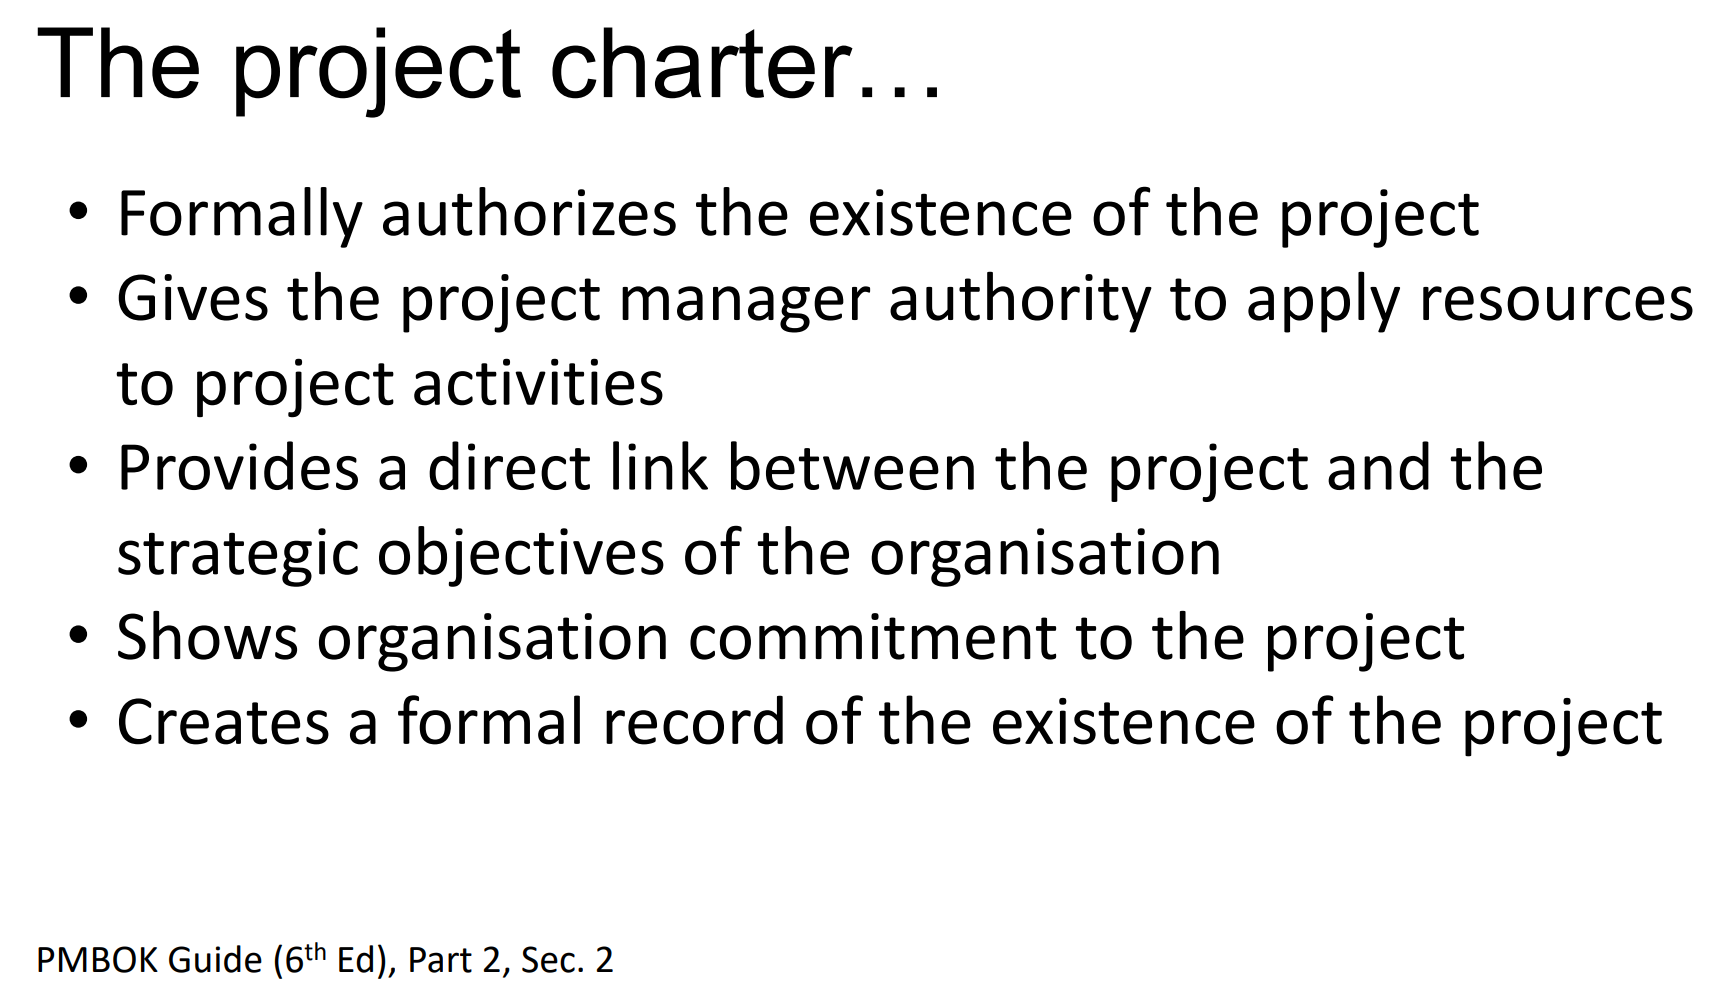 The project charter…
• Formally authorizes the existence of the project
• Gives the project manager authority to apply resources
to project activities
• Provides a direct link between the project and the
strategic objectives of the organisation
• Shows organisation commitment to the project
• Creates a formal record of the existence of the project
PMBOK Guide (6th Ed), Part 2, Sec. 2